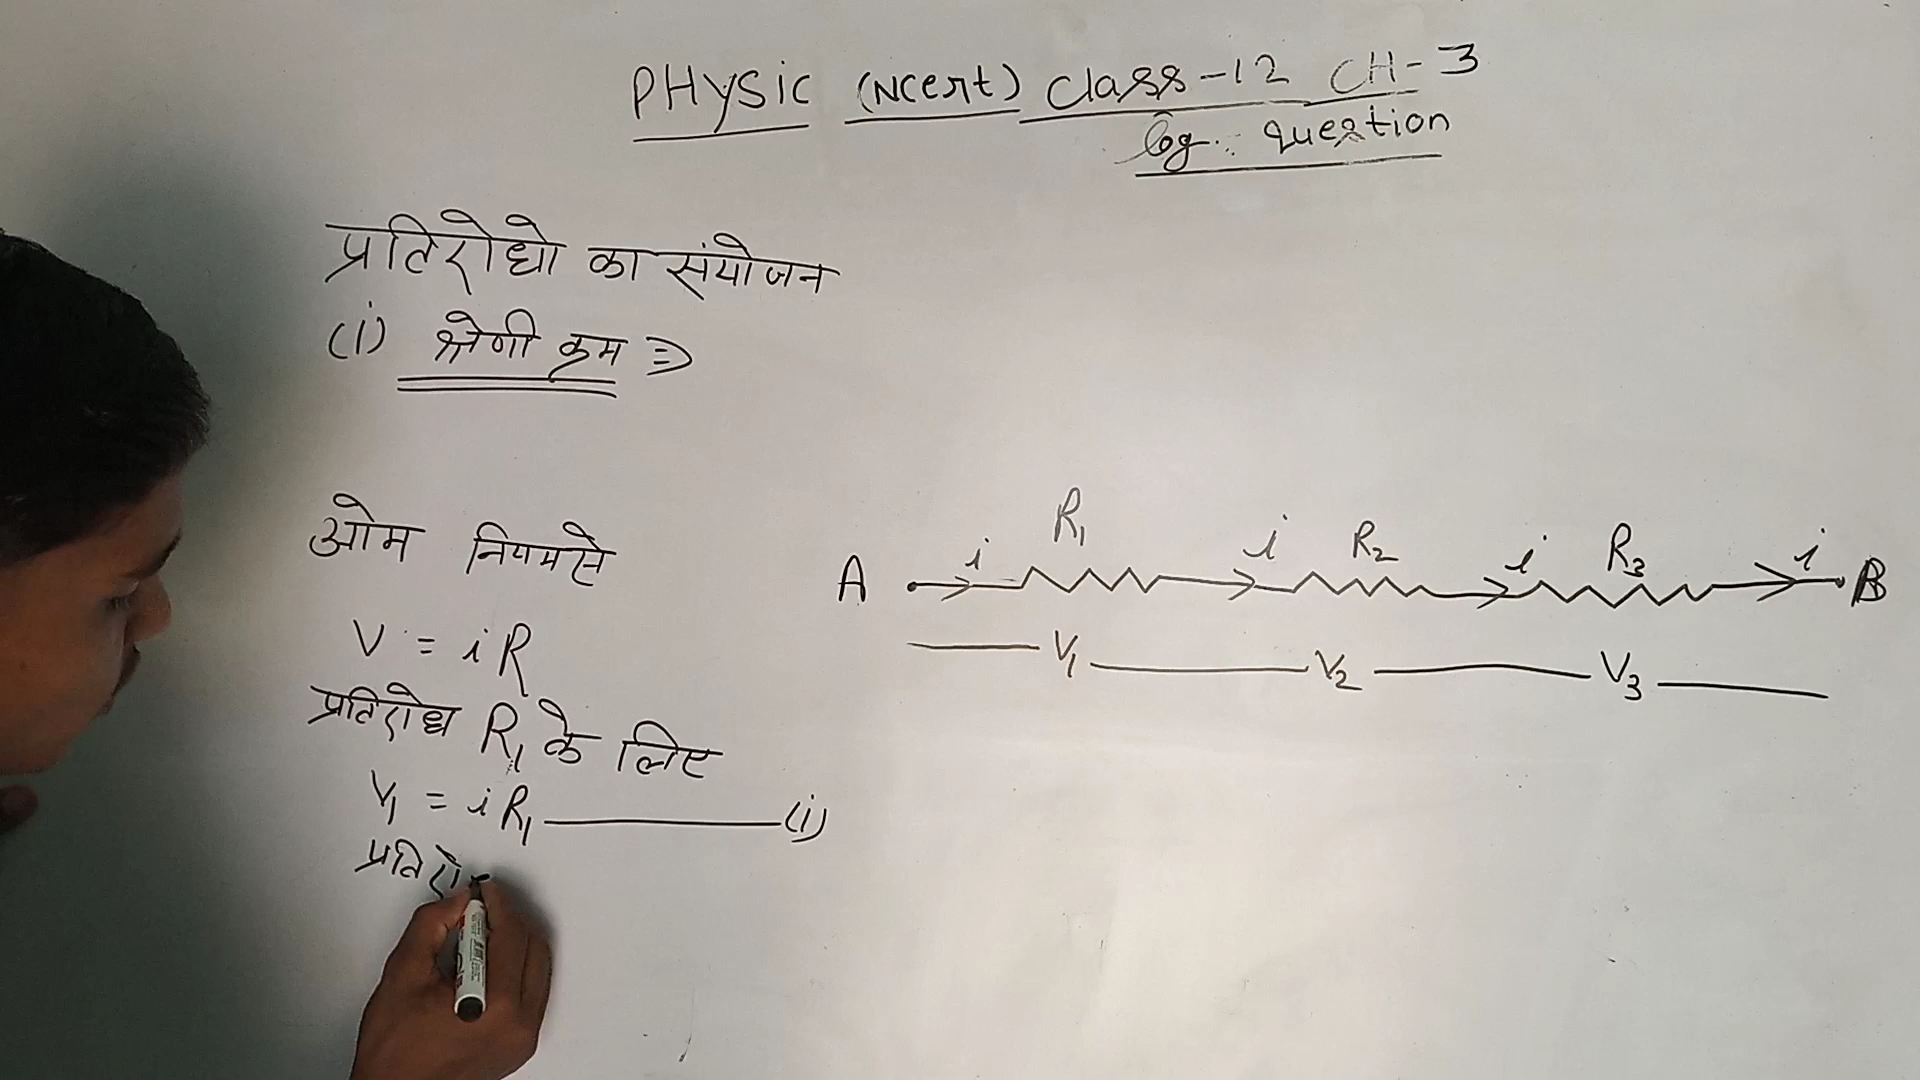 PHYSIC (NCERT) Class-12 CH-3
question
प्रतिरोधो का संयोजन
(i) श्रेणी क्रम ⇒
ओम नियमसे
V = iR
प्रतिरोध R₁ के लिए
V₁ = iR₁ ———— (i)
प्रतिरो
R₁ R₂ R₃
A i i i i B
V₁ V₂ V₃